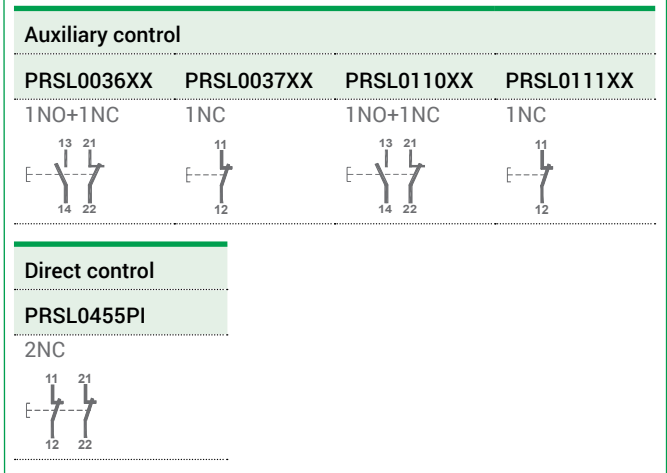 Auxiliary control
PRSL0036XX PRSL0037XX PRSL0110XX PRSL0111XX
1NO+1NC 1NC 1NO+1NC 1NC
13 21 11 13 21 11
14 22 12 14 22 12
Direct control
PRSL0455PI
2NC
11 21
12 22